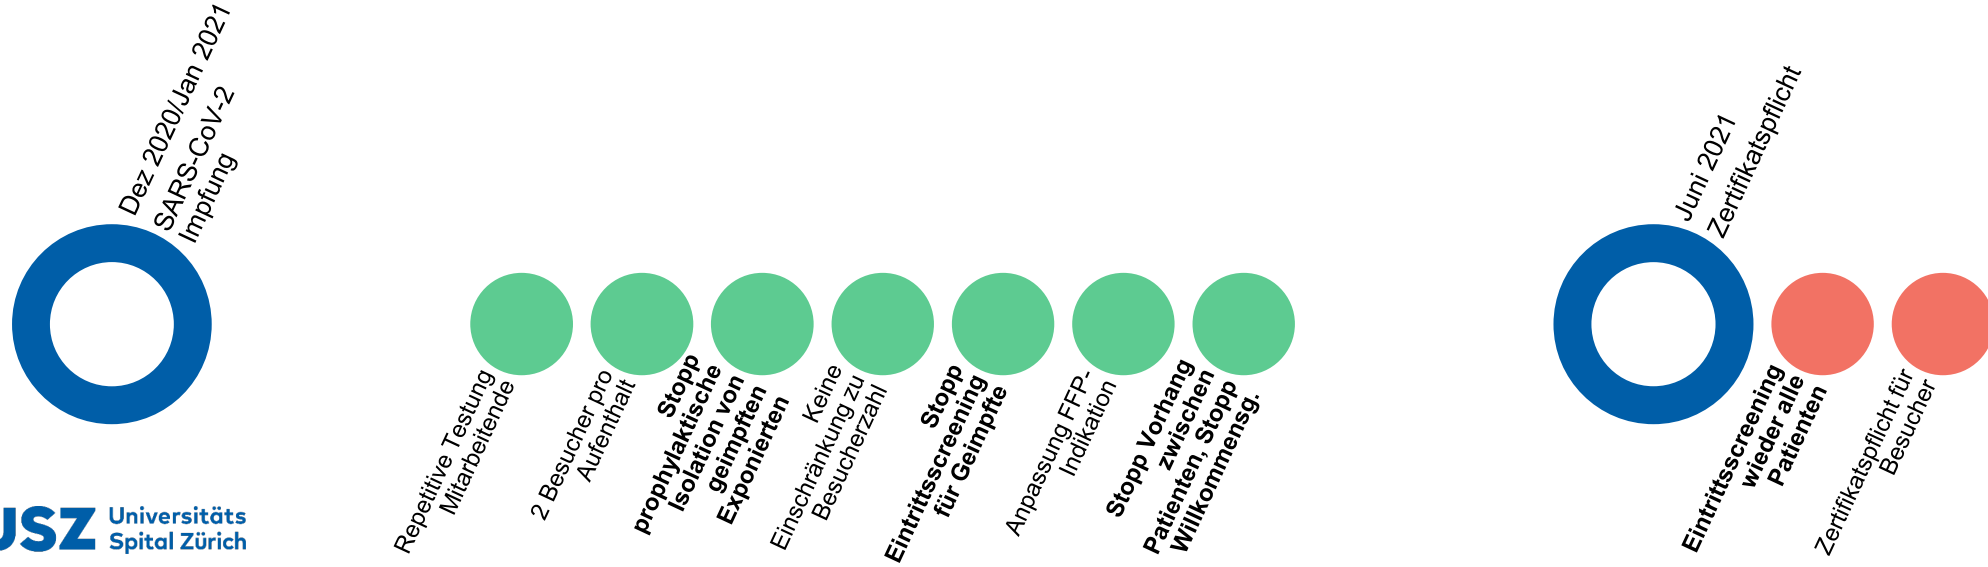 Dez 2020/Jan 2021
SARS-CoV-2
Impfung
Repetitive Testung
Mitarbeitende
2 Besucher pro
Aufenthalt
Stopp
prophylaktische
Isolation von
geimpften
Exponierten
Keine
Einschränkung zu
Besucherzahl
Stopp
Eintrittsscreening
für Geimpfte
Anpassung FFP-
Indikation
Stopp Vorhang
zwischen
Patienten, Stopp
Willkommensg.
Juni 2021
Zertifikatspflicht
Eintrittsscreening
wieder alle
Patienten
Zertifikatspflicht für
Besucher
USZ Universitäts
Spital Zürich